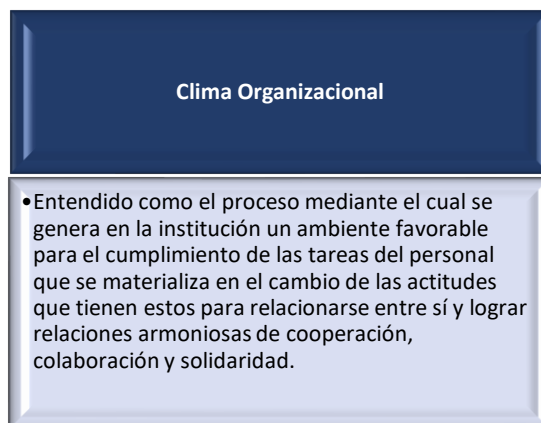 Clima Organizacional
•Entendido como el proceso mediante el cual se
genera en la institución un ambiente favorable
para el cumplimiento de las tareas del personal
que se materializa en el cambio de las actitudes
que tienen estos para relacionarse entre sí y lograr
relaciones armoniosas de cooperación,
colaboración y solidaridad.